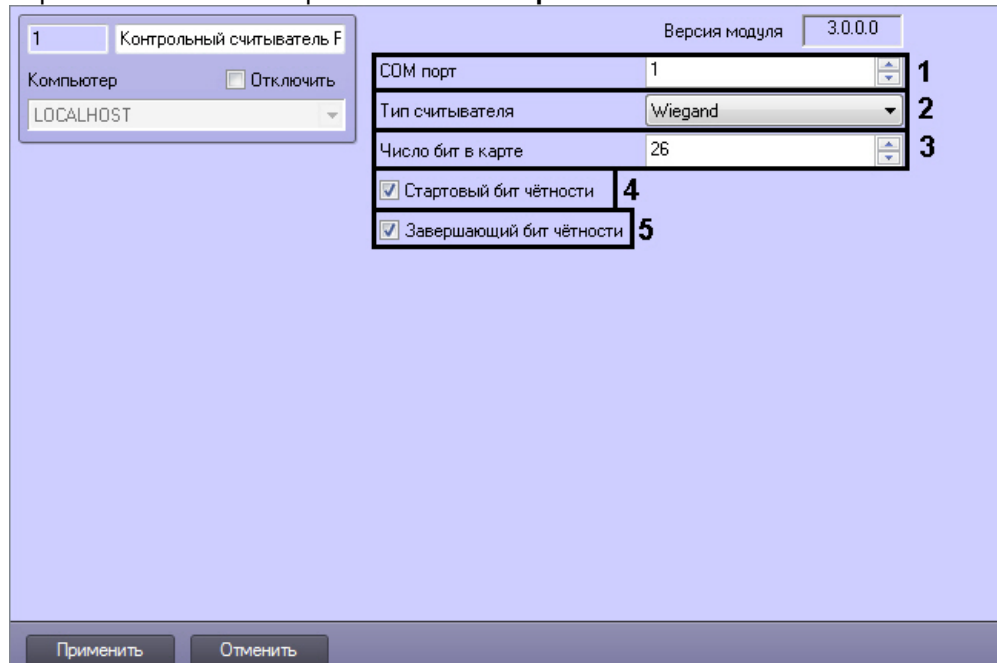 1 Контрольный считыватель F
Версия модуля 3.0.0.0
Компьютер Отключить
LOCALHOST
COM порт 1 1
Тип считывателя Wiegand 2
Число бит в карте 26 3
Стартовый бит чётности 4
Завершающий бит чётности 5
Применить Отменить